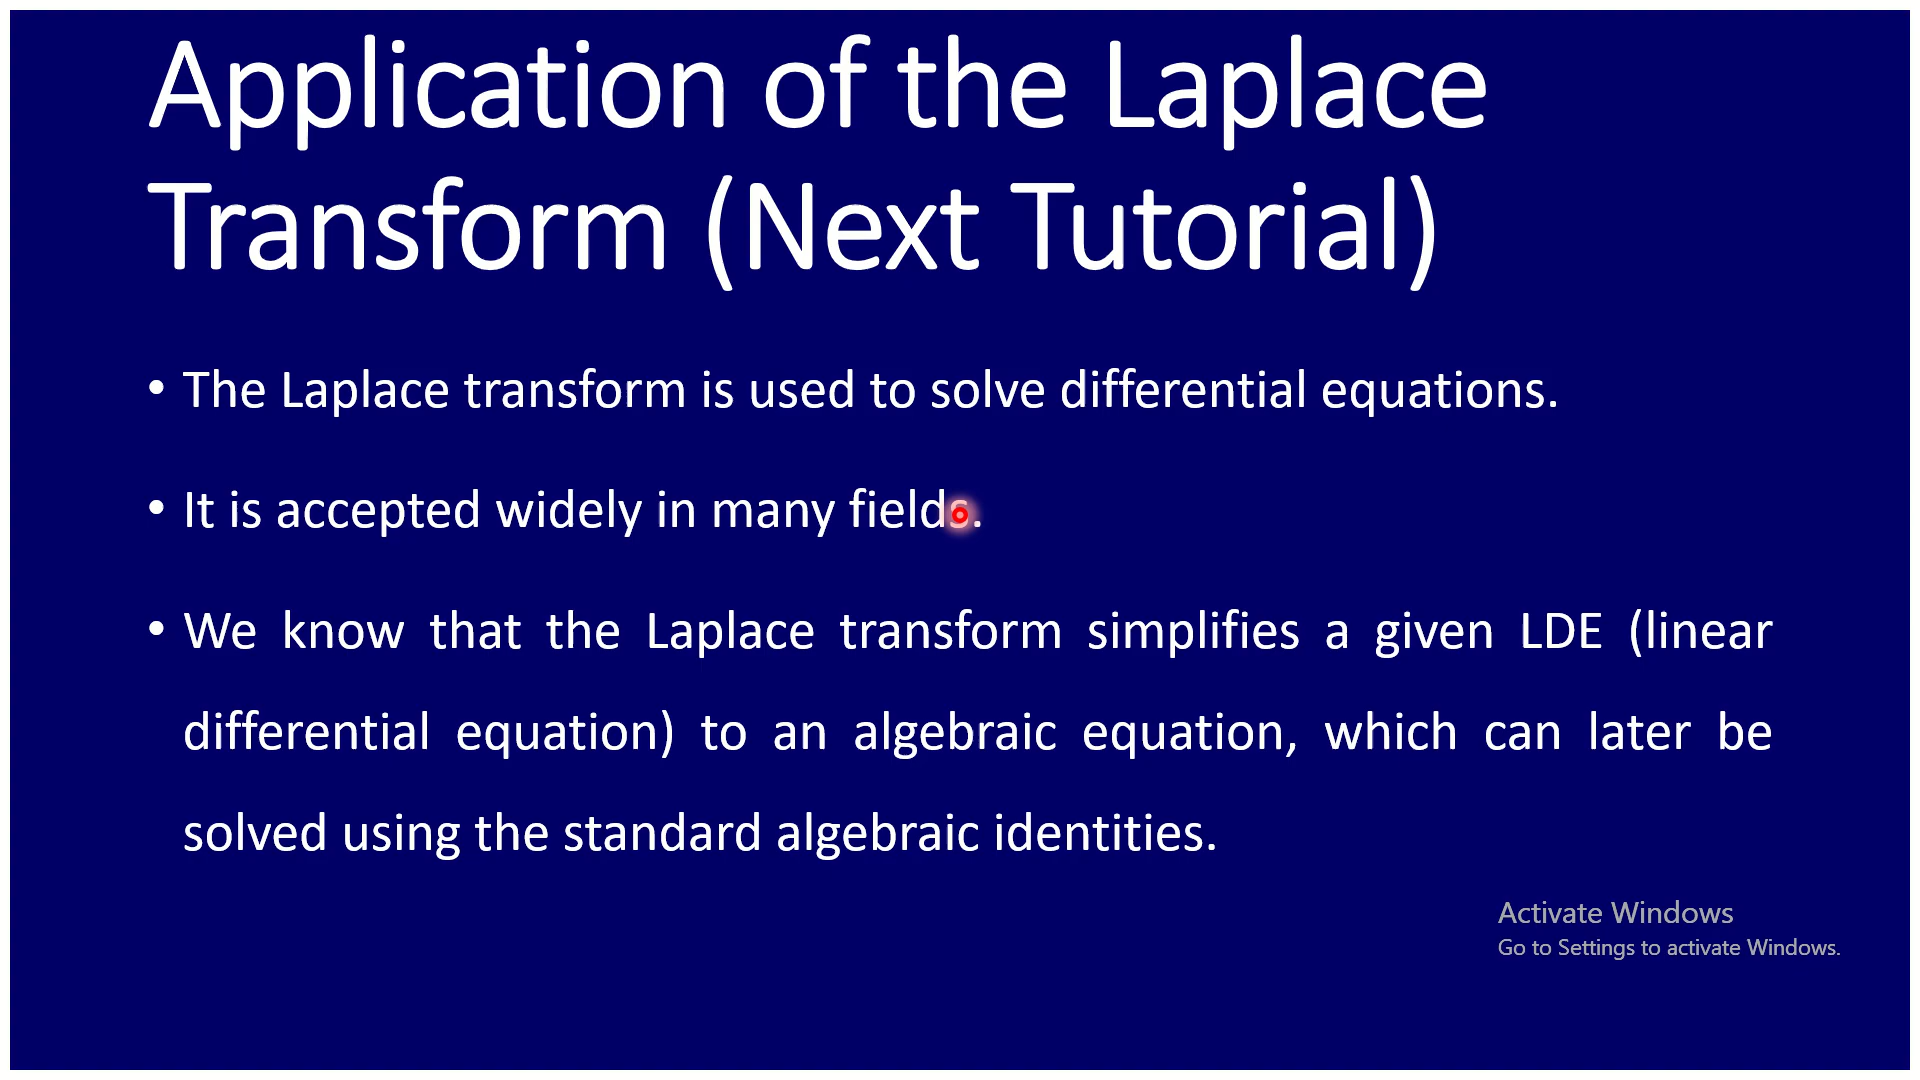 Application of the Laplace
Transform (Next Tutorial)
• The Laplace transform is used to solve differential equations.
• It is accepted widely in many fields.
• We know that the Laplace transform simplifies a given LDE (linear
differential equation) to an algebraic equation, which can later be
solved using the standard algebraic identities.
Activate Windows
Go to Settings to activate Windows.